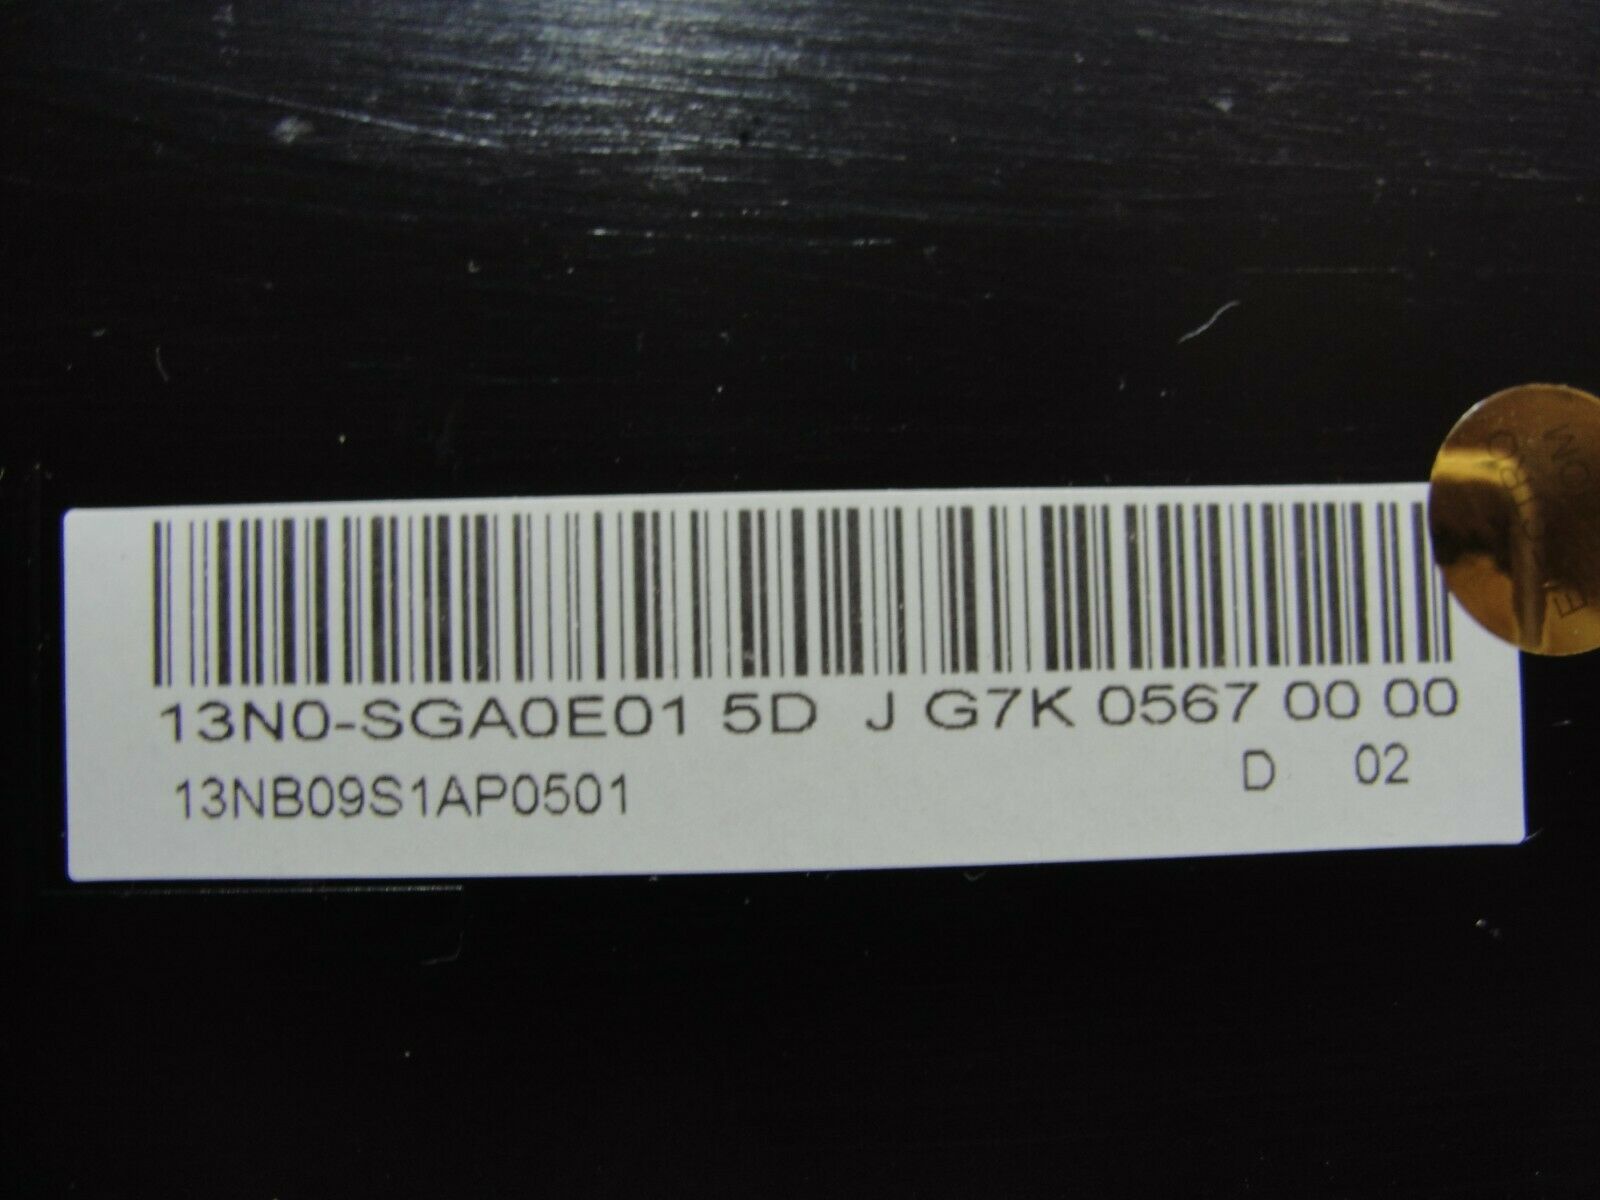 13N0-SGA0E01 5D J G7K 0567 00 00
13NB09S1AP0501 D 02